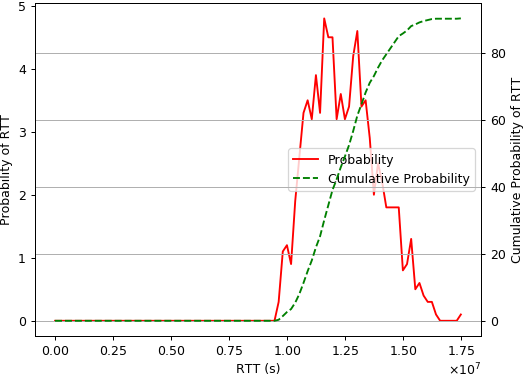 5
4
3
2
1
0
Probability of RTT
80
60
40
20
0
Cumulative Probability of RTT
Probability
Cumulative Probability
0.00 0.25 0.50 0.75 1.00 1.25 1.50 1.75
RTT (s)
×10⁷